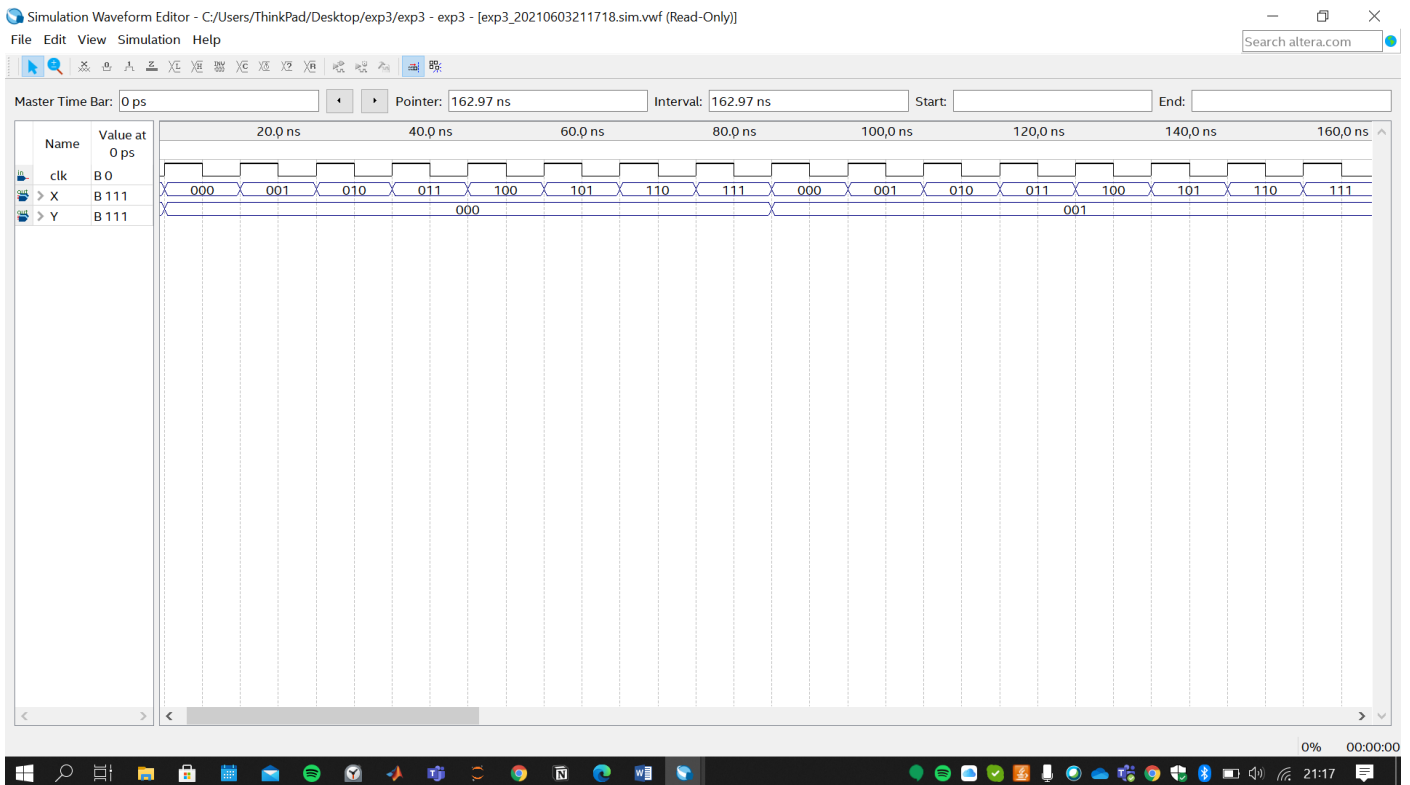 Simulation Waveform Editor - C:/Users/ThinkPad/Desktop/exp3/exp3 - exp3 - [exp3_20210603211718.sim.vwf (Read-Only)]
File Edit View Simulation Help
Search altera.com
Master Time Bar: 0 ps Pointer: 162.97 ns Interval: 162.97 ns Start: End:
Name Value at 0 ps
20.0 ns 40.0 ns 60.0 ns 80.0 ns 100.0 ns 120.0 ns 140.0 ns 160.0 ns
clk B 0
X B 111 000 001 010 011 100 101 110 111 000 001 010 011 100 101 110 111
Y B 111 000 001
0% 00:00:00
21:17